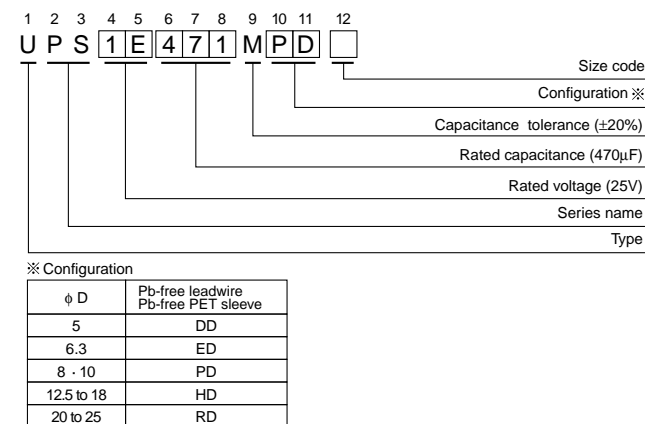 1 2 3 4 5 6 7 8 9 10 11 12
U P S 1 E 4 7 1 M P D
Size code
Configuration ※
Capacitance tolerance (±20%)
Rated capacitance (470µF)
Rated voltage (25V)
Series name
Type
※ Configuration
ϕ D Pb-free leadwire
Pb-free PET sleeve
5 DD
6.3 ED
8 · 10 PD
12.5 to 18 HD
20 to 25 RD